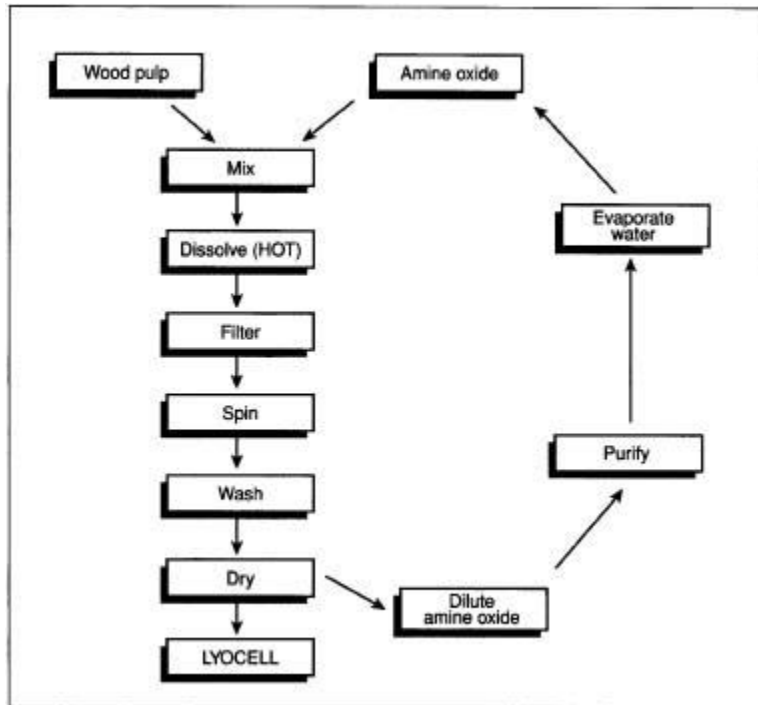 Wood pulp
Amine oxide
Mix
Evaporate
water
Dissolve (HOT)
Filter
Spin
Purify
Wash
Dry
Dilute
amine oxide
LYOCELL